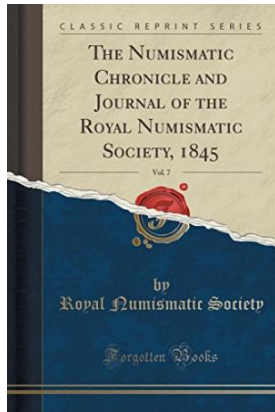 CLASSIC REPRINT SERIES
THE NUMISMATIC
CHRONICLE AND
JOURNAL OF THE
ROYAL NUMISMATIC
SOCIETY, 1845
Vol. 7
by
Royal Numismatic Society
Forgotten Books